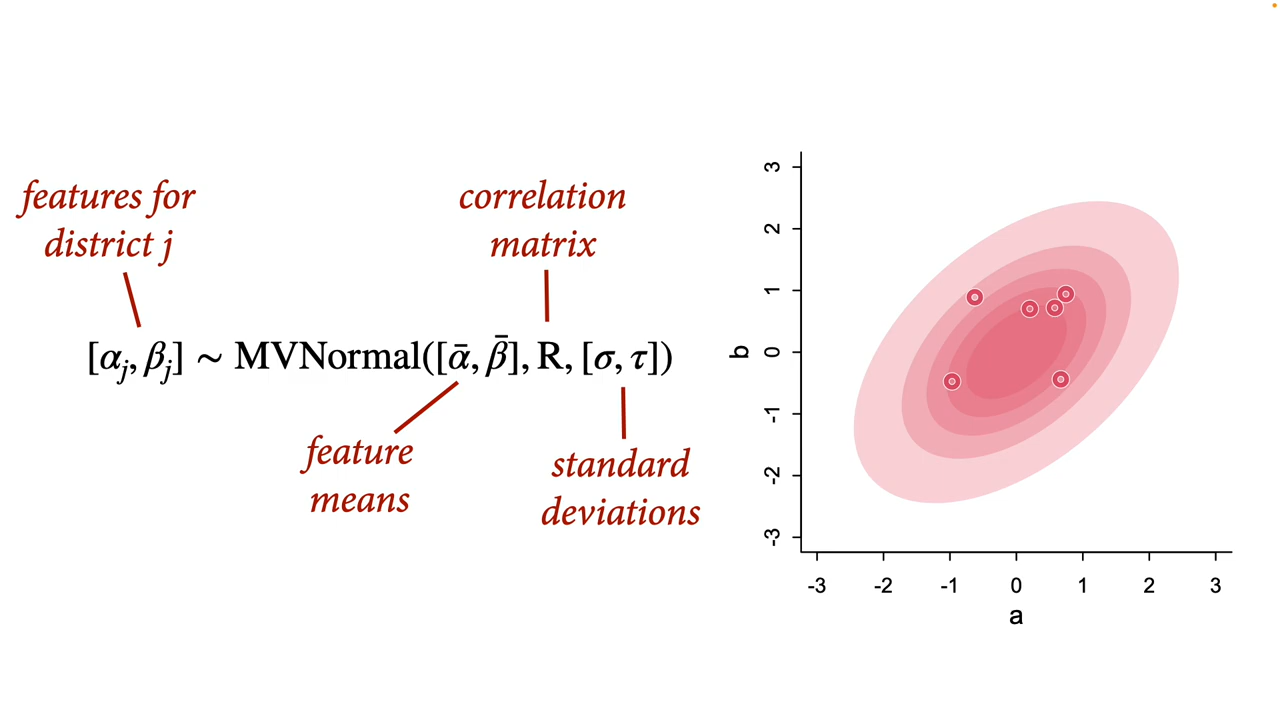 features for
district j
correlation
matrix
[αⱼ, βⱼ] ∼ MVNormal([ᾱ, β̄], R, [σ, τ])
feature
means
standard
deviations
3
2
1
0
-1
-2
-3
b
-3 -2 -1 0 1 2 3
a